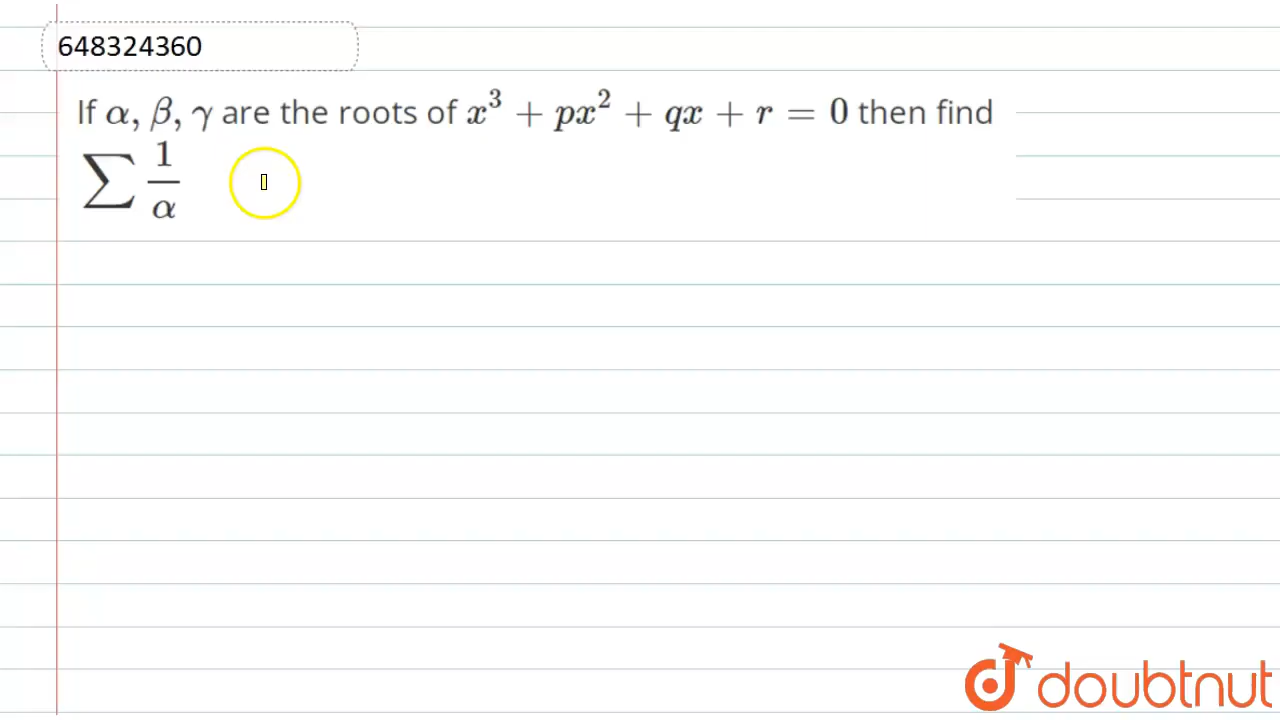 648324360
If α, β, γ are the roots of x³ + px² + qx + r = 0 then find
∑ 1/α
doubtnut